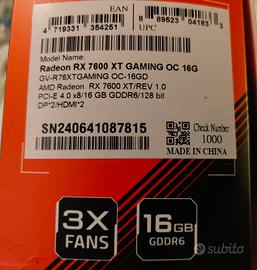 EAN
4 719331 354251
8 89523 04183
UPC
Model Name:
Radeon RX 7600 XT GAMING OC 16G
GV-R76XTGAMING OC-16GD
AMD Radeon RX 7600 XT/REV 1.0
PCI-E 4.0 x8/16 GB GDDR6/128 bit
DP*2/HDMI*2
SN240641087815
Check Number
1000
MADE IN CHINA
3X
FANS
16GB
GDDR6
subito